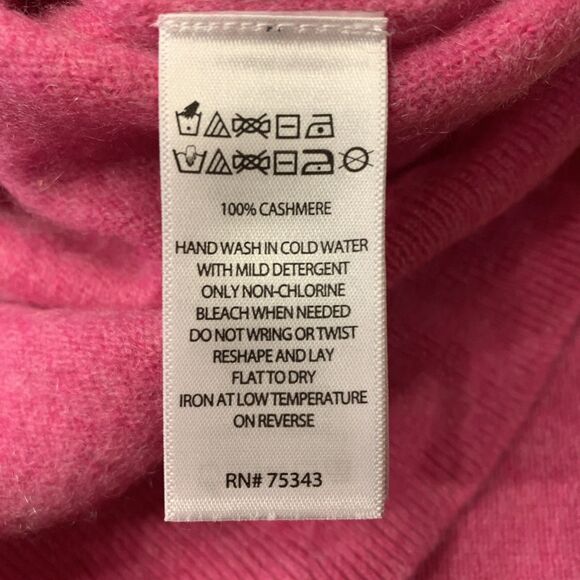 100% CASHMERE
HAND WASH IN COLD WATER
WITH MILD DETERGENT
ONLY NON-CHLORINE
BLEACH WHEN NEEDED
DO NOT WRING OR TWIST
RESHAPE AND LAY
FLAT TO DRY
IRON AT LOW TEMPERATURE
ON REVERSE
RN# 75343